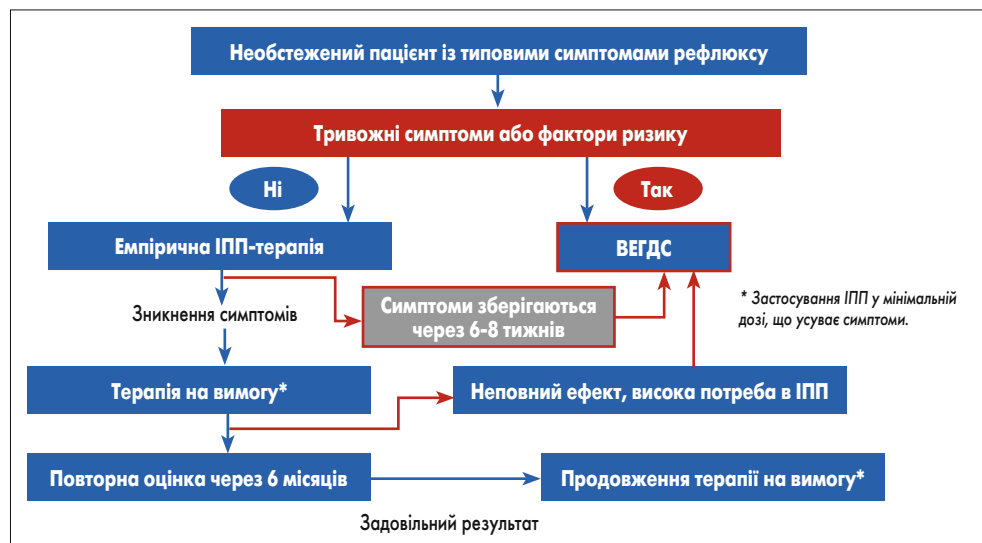 Необстежений пацієнт із типовими симптомами рефлюксу
Тривожні симптоми або фактори ризику
Ні
Так
Емпірична ІПП-терапія
ВЕГДС
Зникнення симптомів
Симптоми зберігаються
через 6-8 тижнів
* Застосування ІПП у мінімальній
дозі, що усуває симптоми.
Терапія на вимогу*
Неповний ефект, висока потреба в ІПП
Повторна оцінка через 6 місяців
Продовження терапії на вимогу*
Задовільний результат